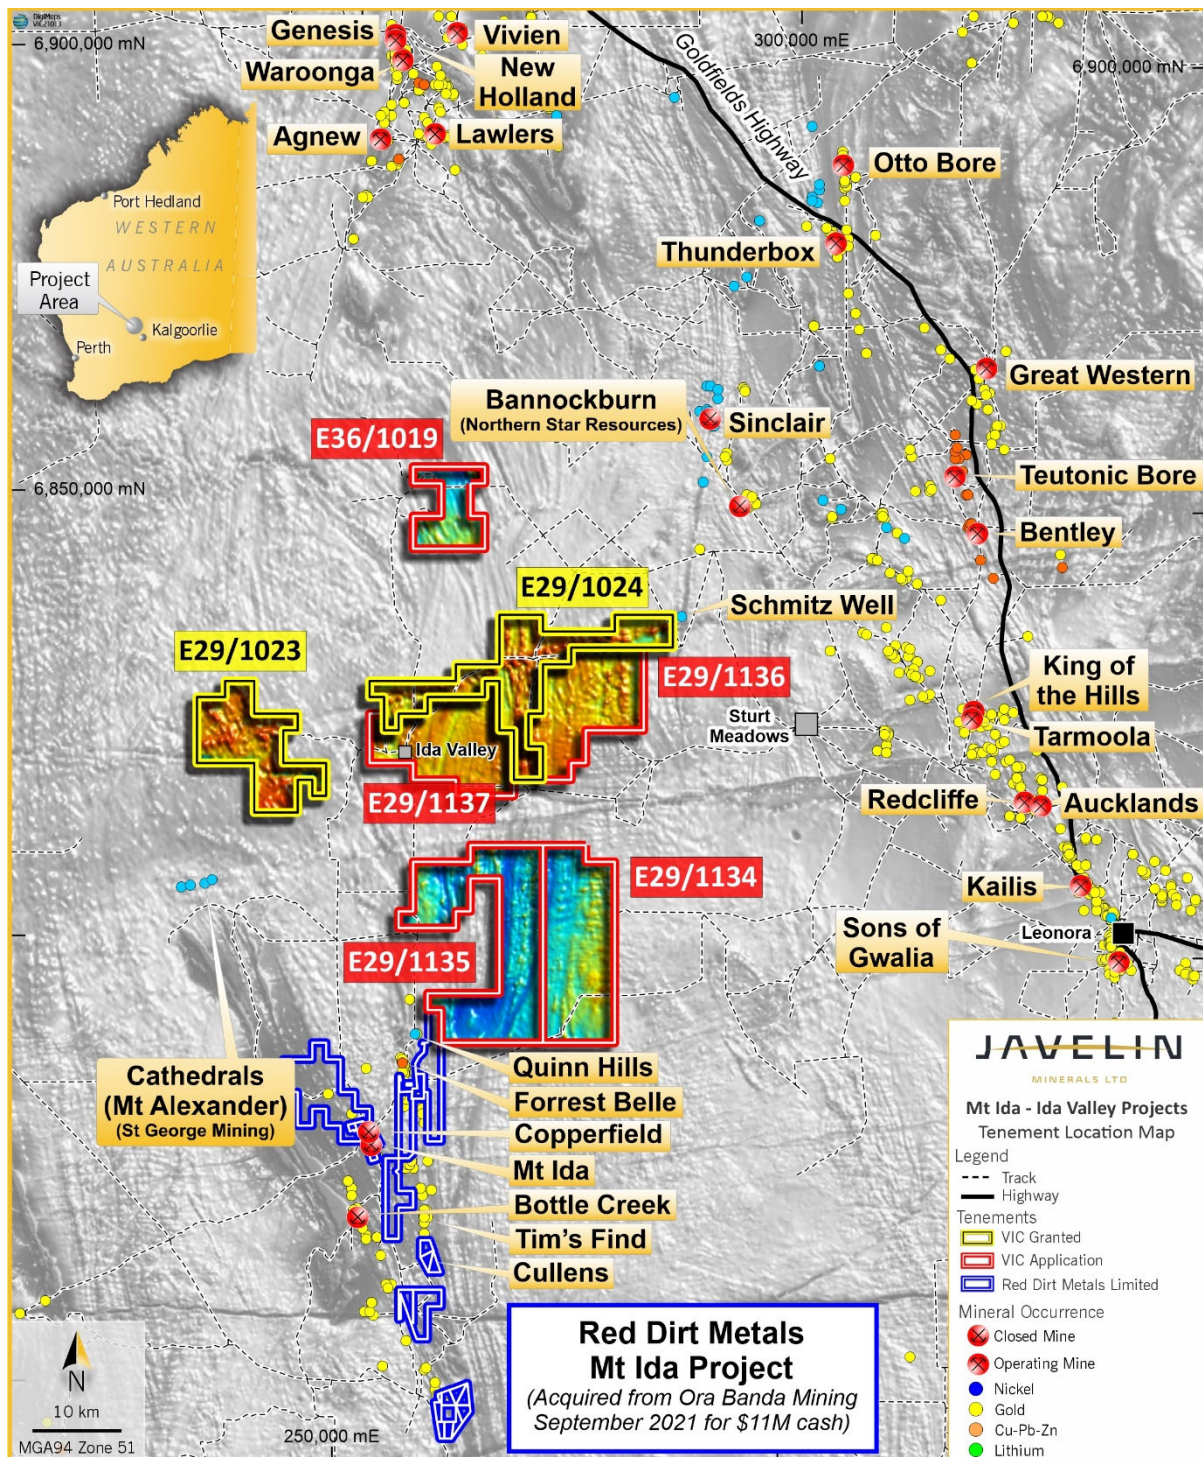 DigiMaps
VIC21013
6,900,000 mN
Genesis
Vivien
Waroonga
New
Holland
Agnew
Lawlers
300,000 mE
6,900,000 mN
Goldfields Highway
Otto Bore
Thunderbox
Port Hedland
WESTERN
AUSTRALIA
Project
Area
Kalgoorlie
Perth
Great Western
Bannockburn
(Northern Star Resources)
Sinclair
E36/1019
6,850,000 mN
Teutonic Bore
Bentley
E29/1024
Schmitz Well
E29/1023
E29/1136
King of
the Hills
Sturt
Meadows
Tarmoola
Ida Valley
E29/1137
Redcliffe
Aucklands
E29/1134
Kailis
Sons of
Gwalia
Leonora
E29/1135
Cathedrals
(Mt Alexander)
(St George Mining)
Quinn Hills
Forrest Belle
Copperfield
Mt Ida
Bottle Creek
Tim's Find
Cullens
Red Dirt Metals
Mt Ida Project
(Acquired from Ora Banda Mining
September 2021 for $11M cash)
N
10 km
MGA94 Zone 51
250,000 mE
JAVELIN
MINERALS LTD
Mt Ida - Ida Valley Projects
Tenement Location Map
Legend
Track
Highway
Tenements
VIC Granted
VIC Application
Red Dirt Metals Limited
Mineral Occurrence
Closed Mine
Operating Mine
Nickel
Gold
Cu-Pb-Zn
Lithium